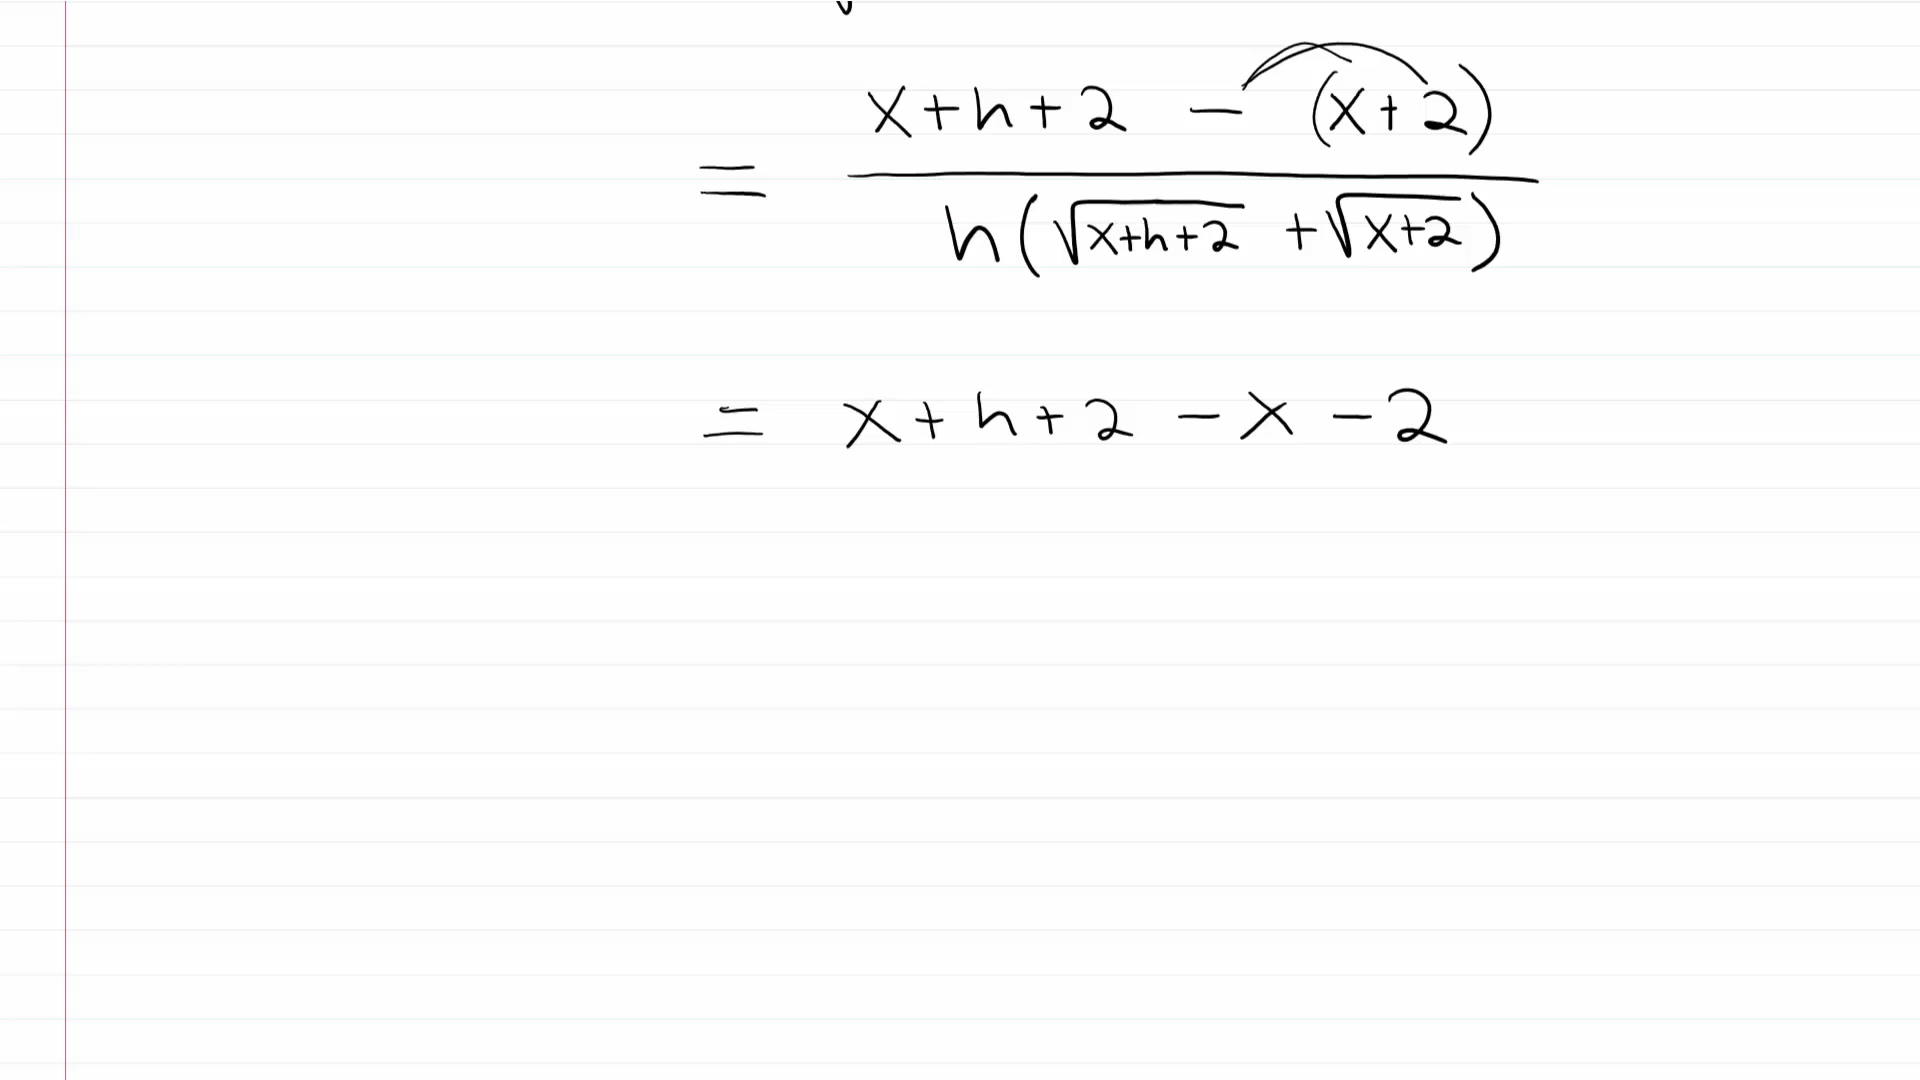 x+h+2 - (x+2)
=
h(√x+h+2 +√x+2)
= x+h+2 -x -2